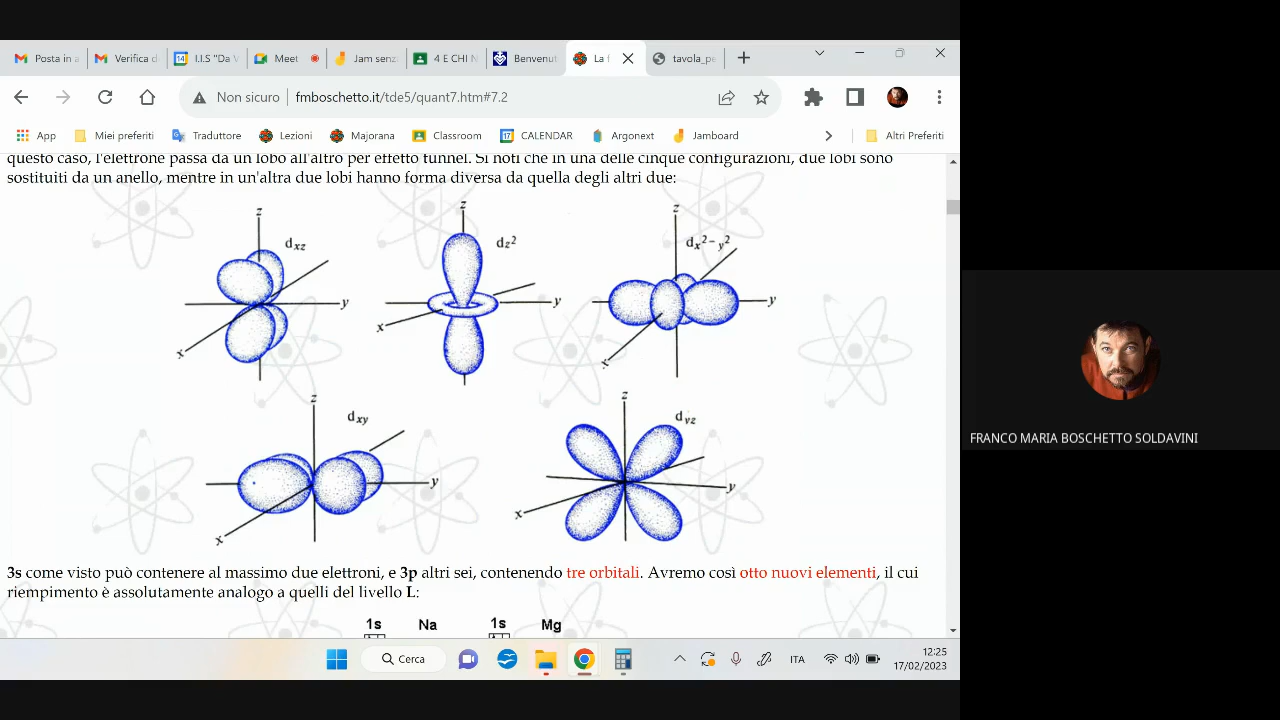 Posta in a
Verifica d
I.I.S "Da V
Meet
Jam senz
4 E CHI N
Benvenut
La f
tavola_pe
Non sicuro
fmboschetto.it/tde5/quant7.htm#7.2
App
Miei preferiti
Traduttore
Lezioni
Majorana
Classroom
CALENDAR
Argonext
Jamboard
Altri Preferiti
questo caso, l'elettrone passa da un lobo all'altro per effetto tunnel. Si noti che in una delle cinque configurazioni, due lobi sono
sostituiti da un anello, mentre in un'altra due lobi hanno forma diversa da quella degli altri due:
z
dxz
y
x
z
dz²
y
x
z
dx²− y²
y
x
z
dxy
y
x
z
dyz
y
x
3s come visto può contenere al massimo due elettroni, e 3p altri sei, contenendo tre orbitali. Avremo così otto nuovi elementi, il cui
riempimento è assolutamente analogo a quelli del livello L:
1s Na 1s Mg
Cerca
ITA
12:25
17/02/2023
FRANCO MARIA BOSCHETTO SOLDAVINI